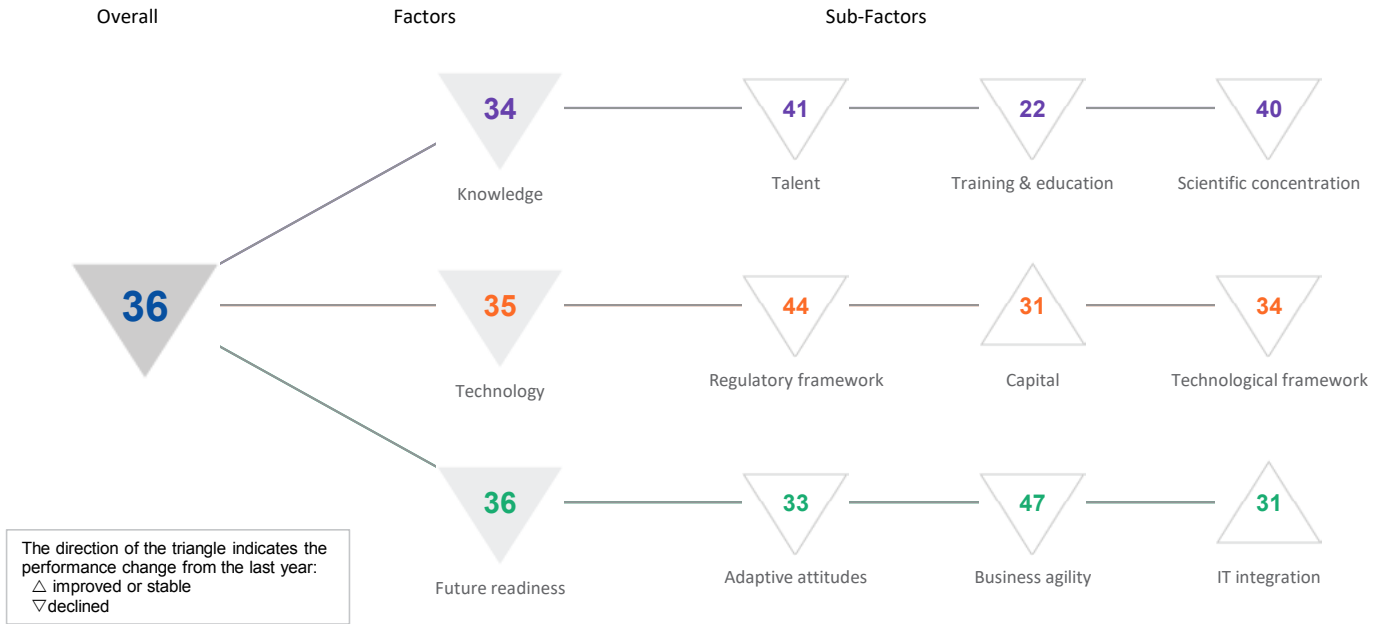 Overall Factors Sub-Factors
34 41 22 40
Knowledge Talent Training & education Scientific concentration
36 35 44 31 34
Technology Regulatory framework Capital Technological framework
36 33 47 31
Future readiness Adaptive attitudes Business agility IT integration
The direction of the triangle indicates the
performance change from the last year:
△ improved or stable
▽declined